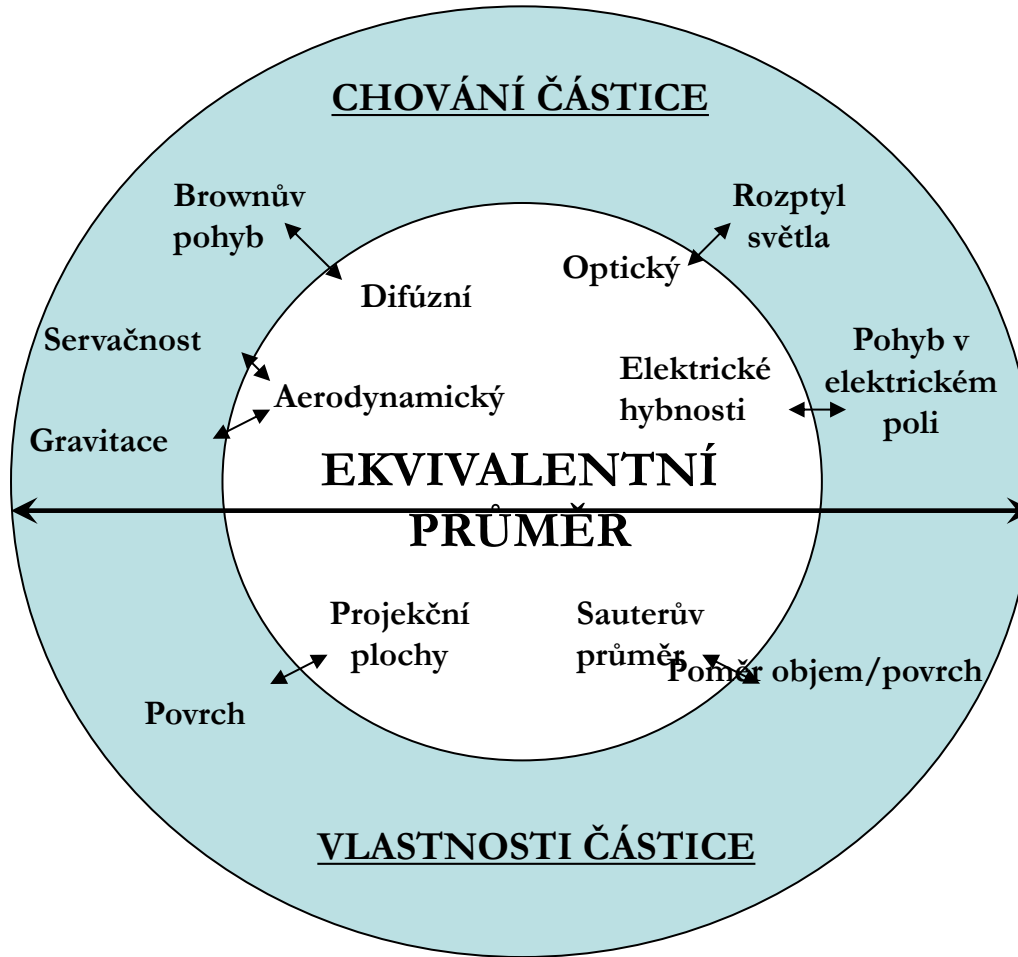 CHOVÁNÍ ČÁSTICE
Brownův
pohyb
Rozptyl
světla
Optický
Difúzní
Servačnost
Aerodynamický
Gravitace
Elektrické
hybnosti
Pohyb v
elektrickém
poli
EKVIVALENTNÍ
PRŮMĚR
Projekční
plochy
Sauterův
průměr
Poměr objem/povrch
Povrch
VLASTNOSTI ČÁSTICE